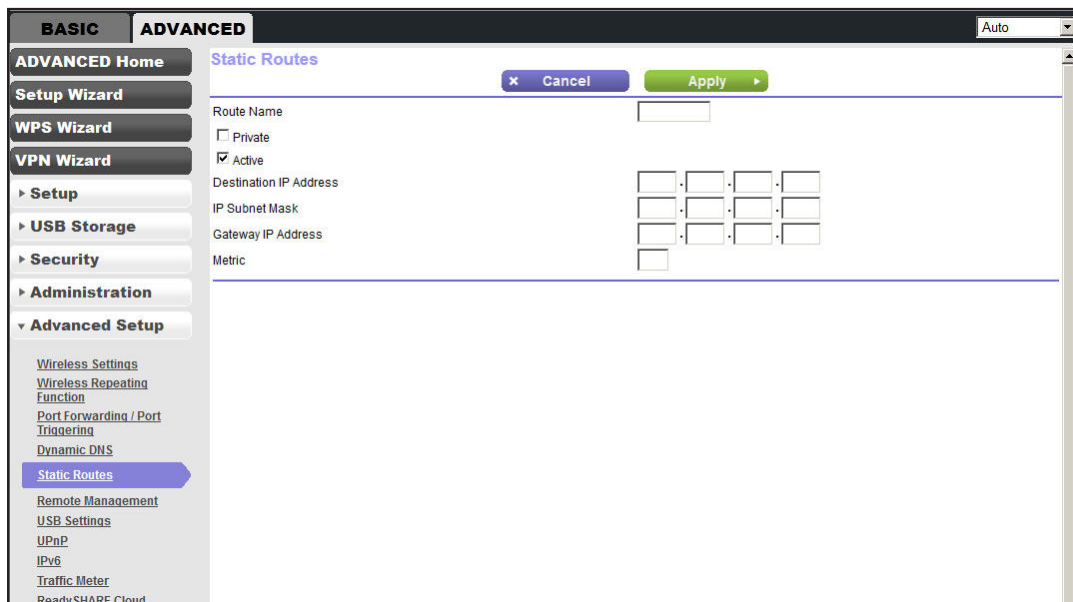 BASIC
ADVANCED
Auto
ADVANCED Home
Setup Wizard
WPS Wizard
VPN Wizard
Setup
USB Storage
Security
Administration
Advanced Setup
Wireless Settings
Wireless Repeating
Function
Port Forwarding / Port
Triggering
Dynamic DNS
Static Routes
Remote Management
USB Settings
UPnP
IPv6
Traffic Meter
ReadySHARE Cloud
Static Routes
x Cancel
Apply
Route Name
Private
Active
Destination IP Address
. . .
IP Subnet Mask
. . .
Gateway IP Address
. . .
Metric